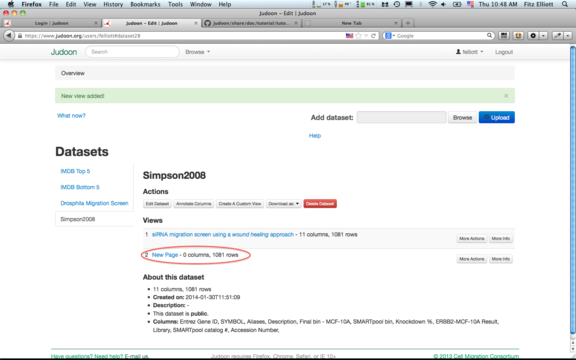 Firefox File Edit View History Bookmarks Tools Window Help Thu 10:48 AM Fitz Elliott
Judoon – Edit | Judoon
Login | Judoon Judoon – Edit | Judoon judoon/share/doc/tutorial/tuto... New Tab
https://www.judoon.org/users/felliott#dataset28 Google
Judoon Search Browse felliott Logout
Overview
New view added! ×
What now?
Add dataset: Browse Upload
Help
Datasets
IMDB Top 5
IMDB Bottom 5
Drosphila Migration Screen
Simpson2008
Simpson2008
Actions
Edit Dataset Annotate Columns Create A Custom View Download as Delete Dataset
Views
1 siRNA migration screen using a wound healing approach - 11 columns, 1081 rows More Actions More Info
2 New Page - 0 columns, 1081 rows More Actions More Info
About this dataset
11 columns, 1081 rows
Created on: 2014-01-30T11:51:09
Description: -
This dataset is public.
Columns: Entrez Gene ID, SYMBOL, Aliases, Description, Final bin - MCF-10A, SMARTpool bin, Knockdown %, ERBB2-MCF-10A Result,
Library, SMARTpool catalog #, Accession Number,
Have questions? Need help? E-mail us. Judoon requires Firefox, Chrome, Safari, or IE 10+ © 2013 Cell Migration Consortium